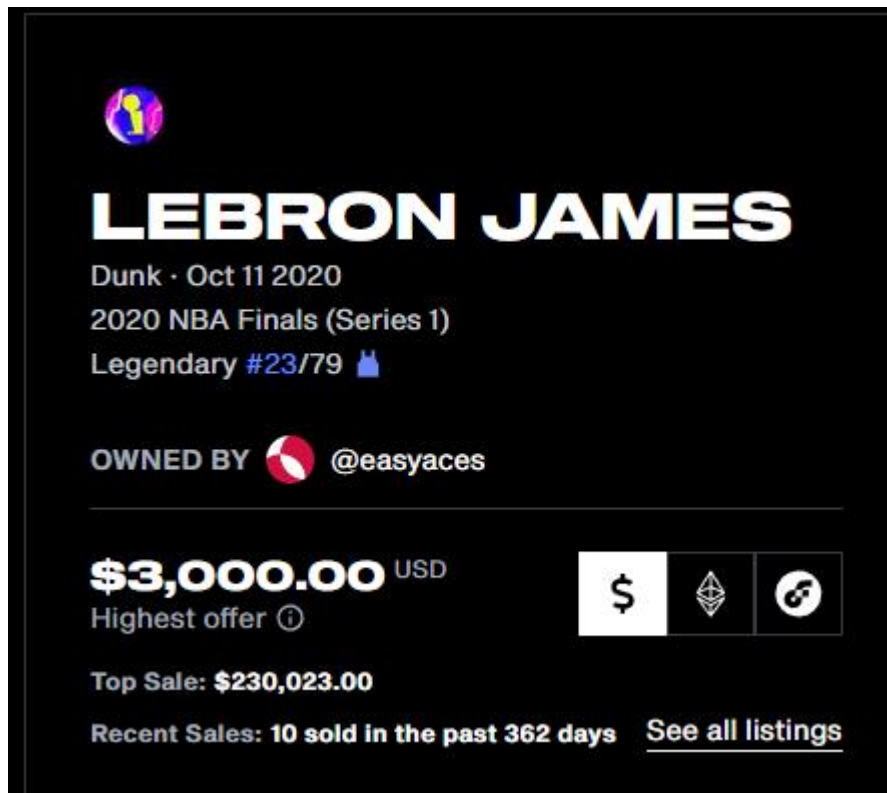 LEBRON JAMES
Dunk · Oct 11 2020
2020 NBA Finals (Series 1)
Legendary #23/79
OWNED BY @easyaces
$3,000.00 USD
Highest offer
Top Sale: $230,023.00
Recent Sales: 10 sold in the past 362 days See all listings